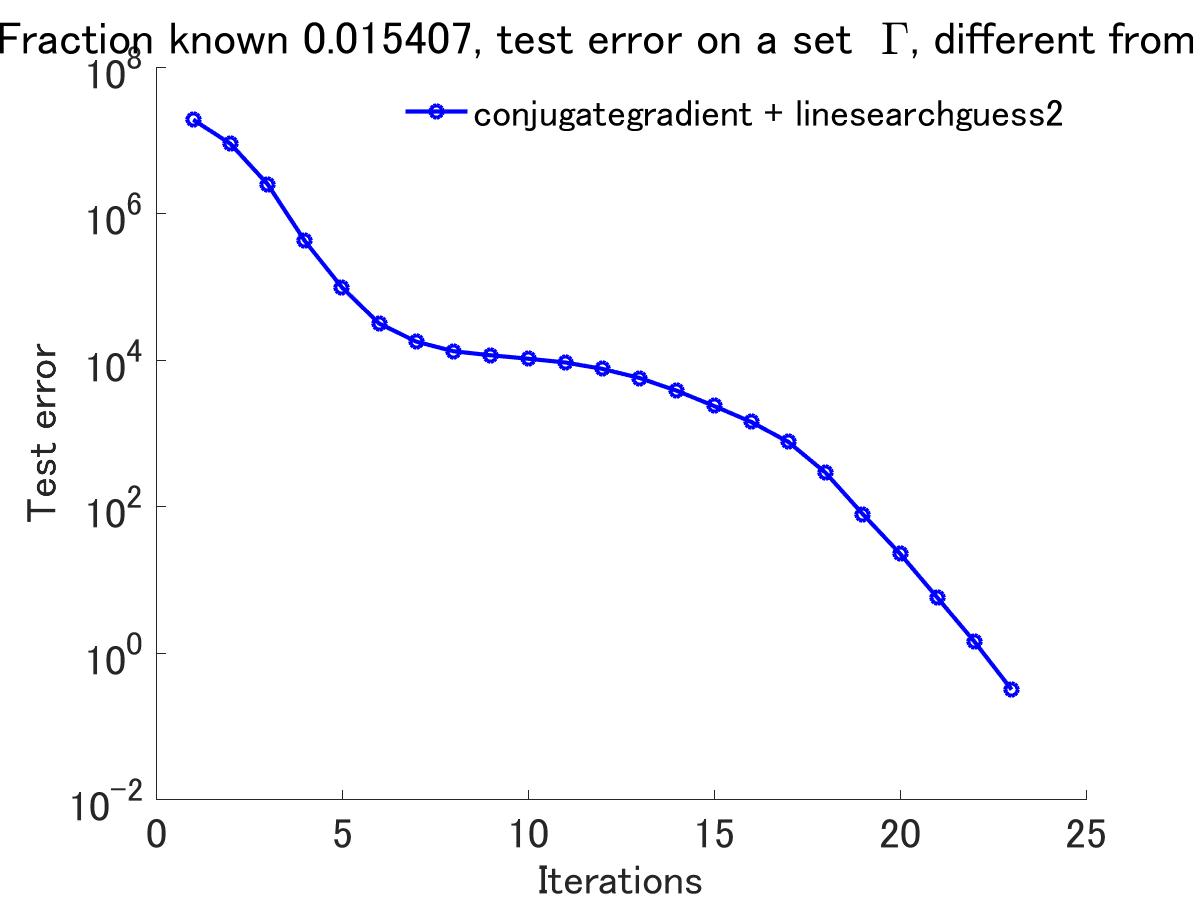 Fraction known 0.015407, test error on a set Γ, different from
conjugategradient + linesearchguess2
10^8
10^6
10^4
10^2
10^0
10^−2
Test error
0 5 10 15 20 25
Iterations